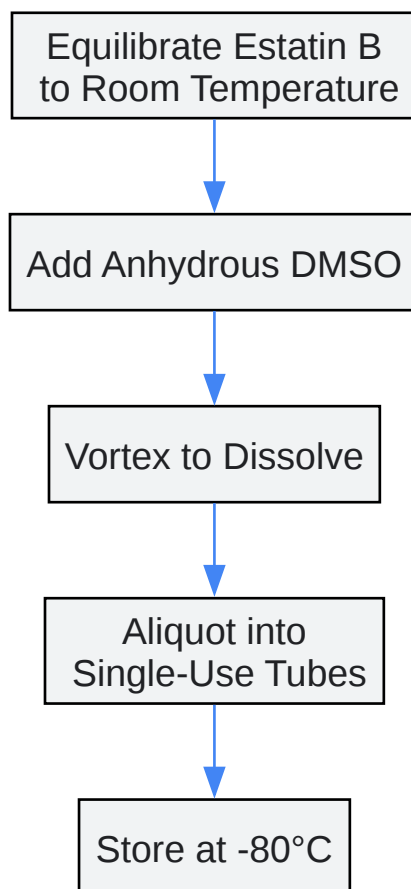 Equilibrate Estatin B
to Room Temperature
Add Anhydrous DMSO
Vortex to Dissolve
Aliquot into
Single-Use Tubes
Store at -80°C